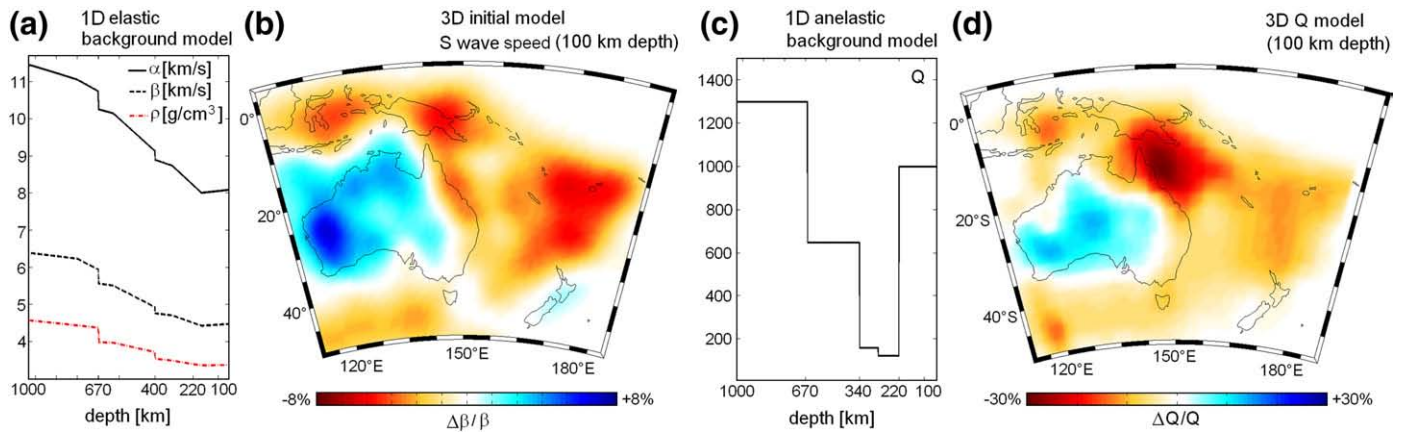 (a) 1D elastic
background model
α[km/s]
β[km/s]
ρ[g/cm³]
11
10
9
8
7
6
5
4
1000 670 400 220 100
depth [km]
(b) 3D initial model
S wave speed (100 km depth)
0°
20°
40°
120°E 150°E 180°E
-8% +8%
Δβ/β
(c) 1D anelastic
background model
Q
1400
1200
1000
800
600
400
200
1000 670 340 220 100
depth [km]
(d) 3D Q model
(100 km depth)
0°
20°S
40°S
120°E 150°E 180°E
-30% +30%
ΔQ/Q